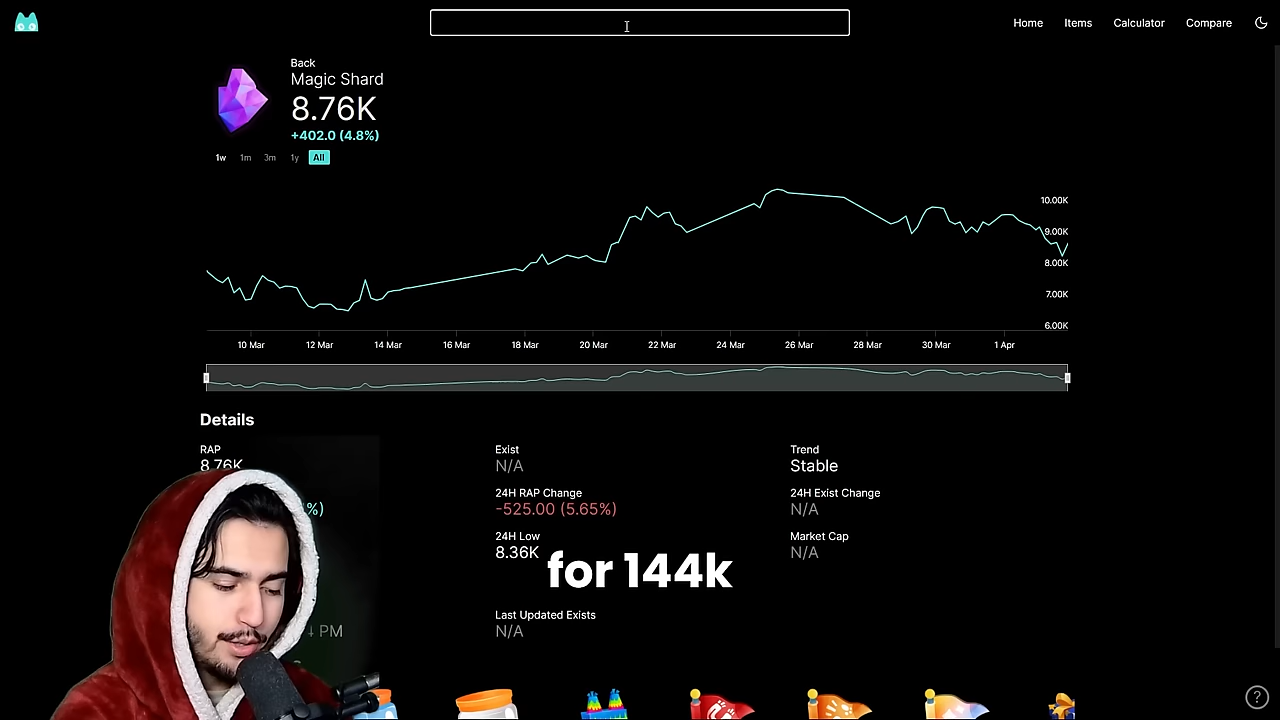 Home Items Calculator Compare
Back
Magic Shard
8.76K
+402.0 (4.8%)
1w 1m 3m 1y All
10.00K
9.00K
8.00K
7.00K
6.00K
10 Mar 12 Mar 14 Mar 16 Mar 18 Mar 20 Mar 22 Mar 24 Mar 26 Mar 28 Mar 30 Mar 1 Apr
Details
RAP
8.76K
Exist
N/A
Trend
Stable
%)
24H RAP Change
-525.00 (5.65%)
24H Exist Change
N/A
24H Low
8.36K
Market Cap
N/A
for 144k
PM
Last Updated Exists
N/A
?